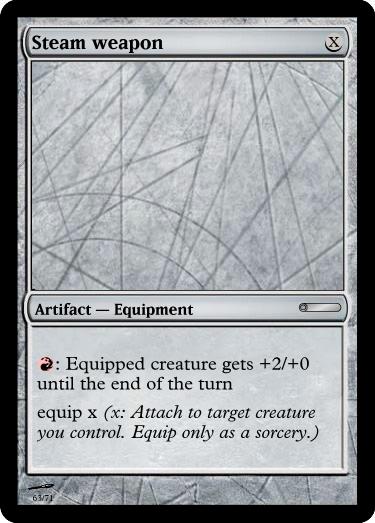 Steam weapon X
Artifact — Equipment
: Equipped creature gets +2/+0
until the end of the turn
equip x (x: Attach to target creature
you control. Equip only as a sorcery.)
63/71